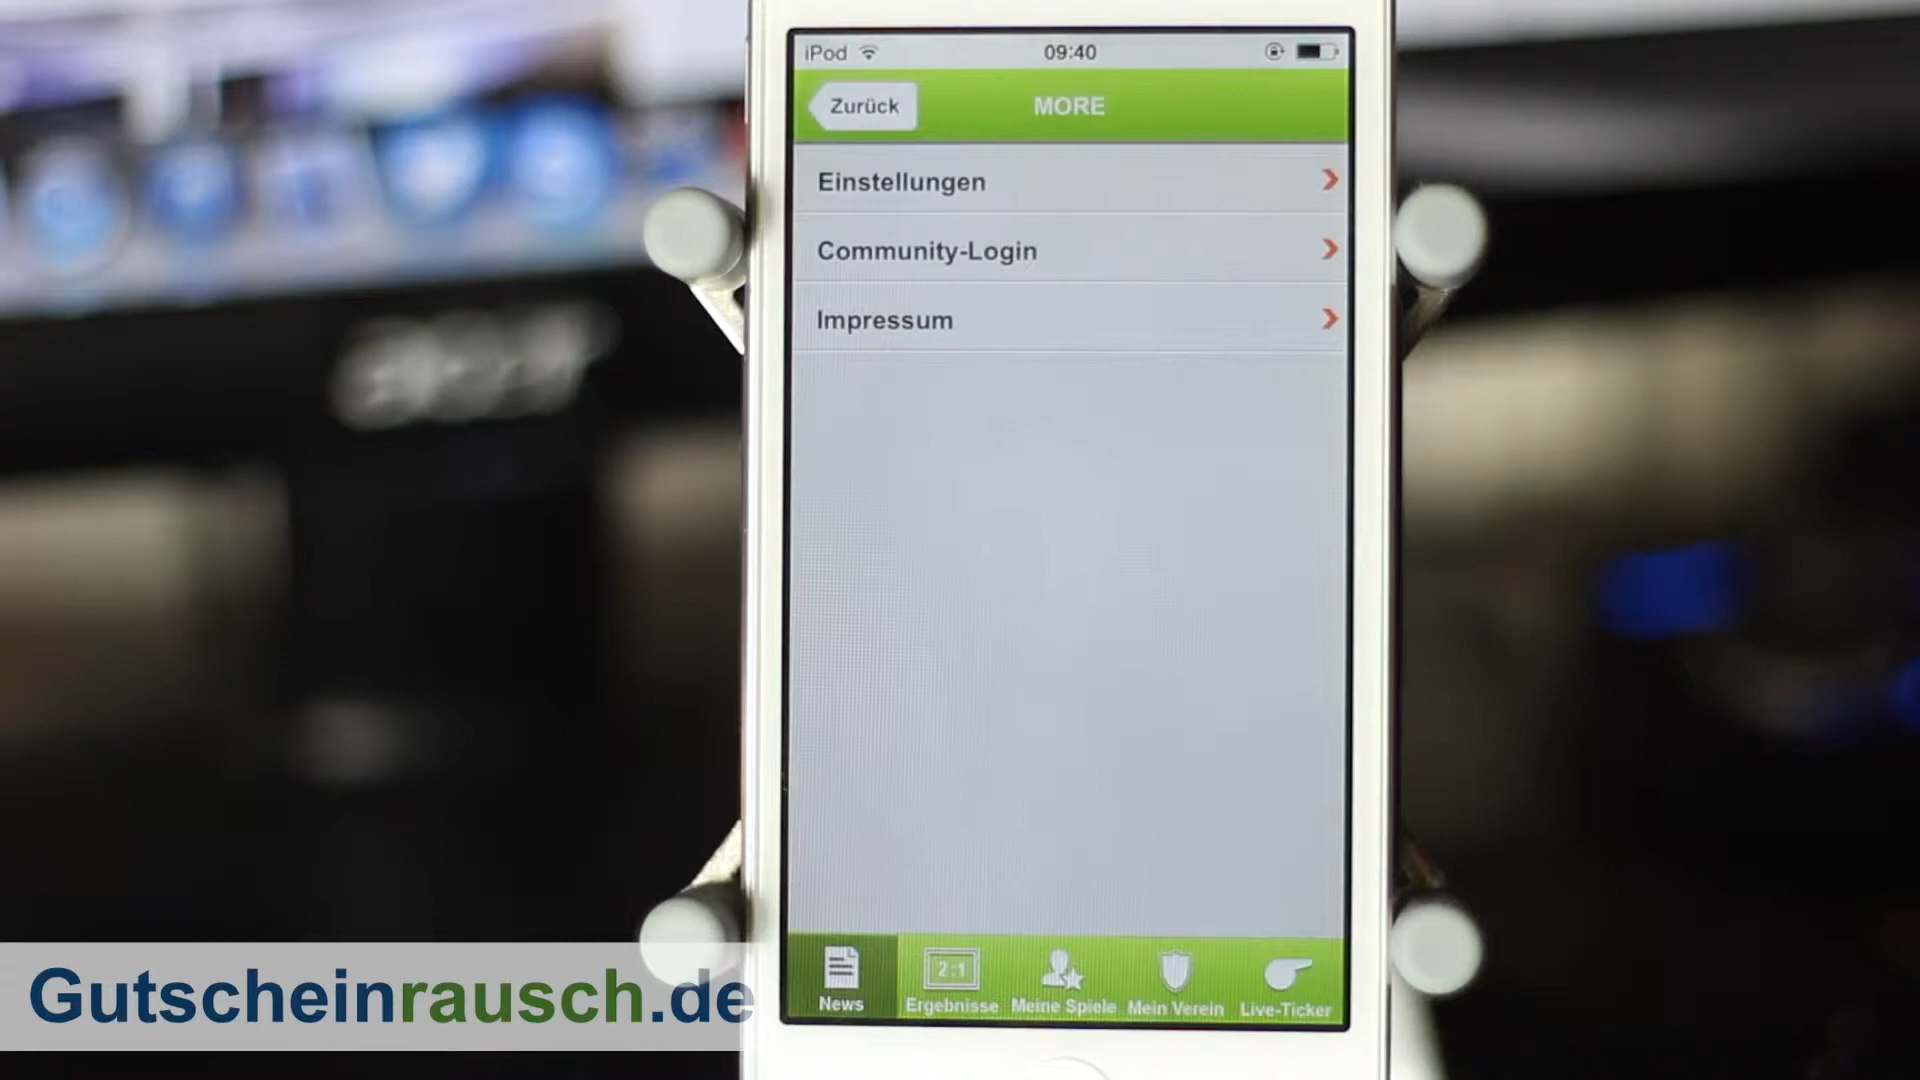 iPod 09:40
Zurück MORE
Einstellungen
Community-Login
Impressum
2:1
News Ergebnisse Meine Spiele Mein Verein Live-Ticker
Gutscheinrausch.de